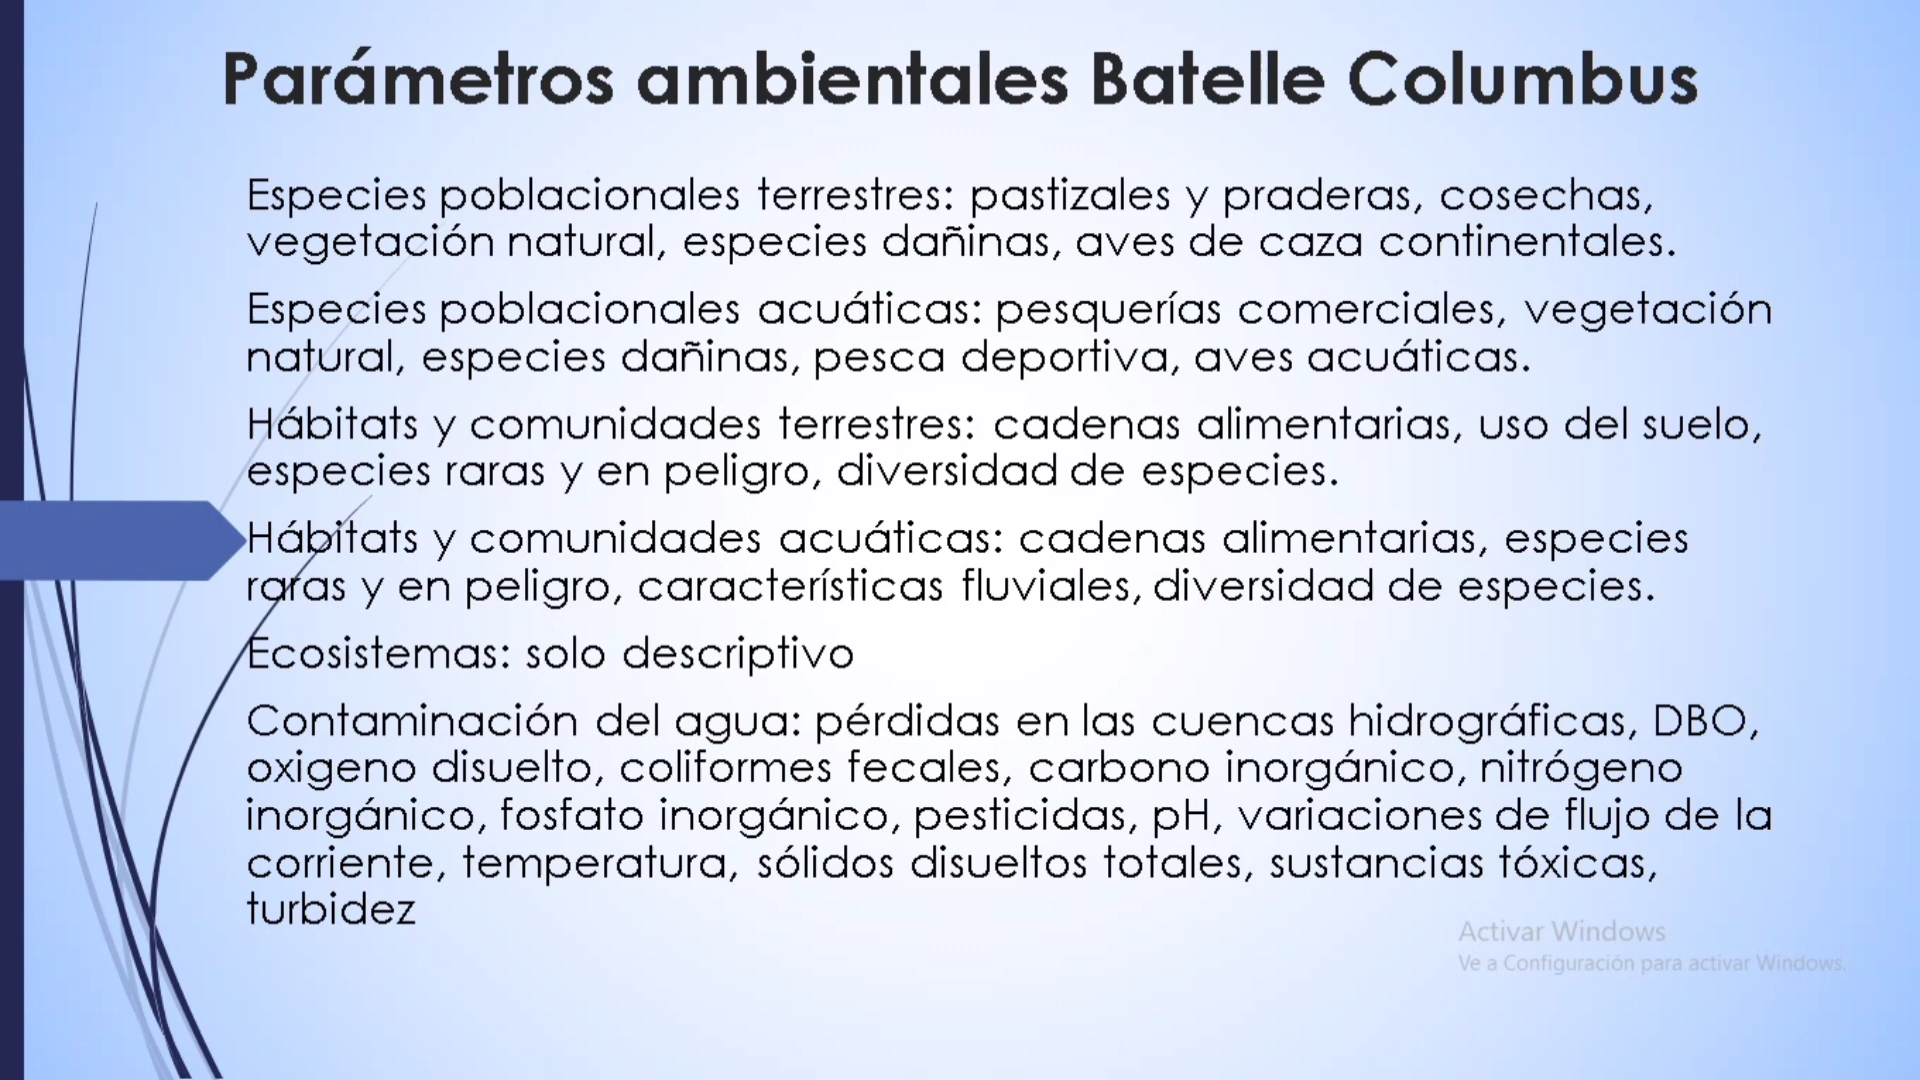 Parámetros ambientales Batelle Columbus
Especies poblacionales terrestres: pastizales y praderas, cosechas,
vegetación natural, especies dañinas, aves de caza continentales.
Especies poblacionales acuáticas: pesquerías comerciales, vegetación
natural, especies dañinas, pesca deportiva, aves acuáticas.
Hábitats y comunidades terrestres: cadenas alimentarias, uso del suelo,
especies raras y en peligro, diversidad de especies.
Hábitats y comunidades acuáticas: cadenas alimentarias, especies
raras y en peligro, características fluviales, diversidad de especies.
Ecosistemas: solo descriptivo
Contaminación del agua: pérdidas en las cuencas hidrográficas, DBO,
oxigeno disuelto, coliformes fecales, carbono inorgánico, nitrógeno
inorgánico, fosfato inorgánico, pesticidas, pH, variaciones de flujo de la
corriente, temperatura, sólidos disueltos totales, sustancias tóxicas,
turbidez
Activar Windows
Ve a Configuración para activar Windows.